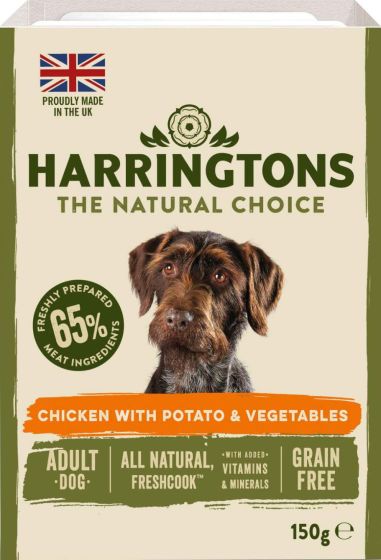 PROUDLY MADE
IN THE UK
HARRINGTONS
THE NATURAL CHOICE
FRESHLY PREPARED
65%
MEAT INGREDIENTS
CHICKEN WITH POTATO & VEGETABLES
ADULT
·DOG·
ALL NATURAL,
FRESHCOOK™
·WITH ADDED·
VITAMINS
& MINERALS
GRAIN
FREE
150g ℮